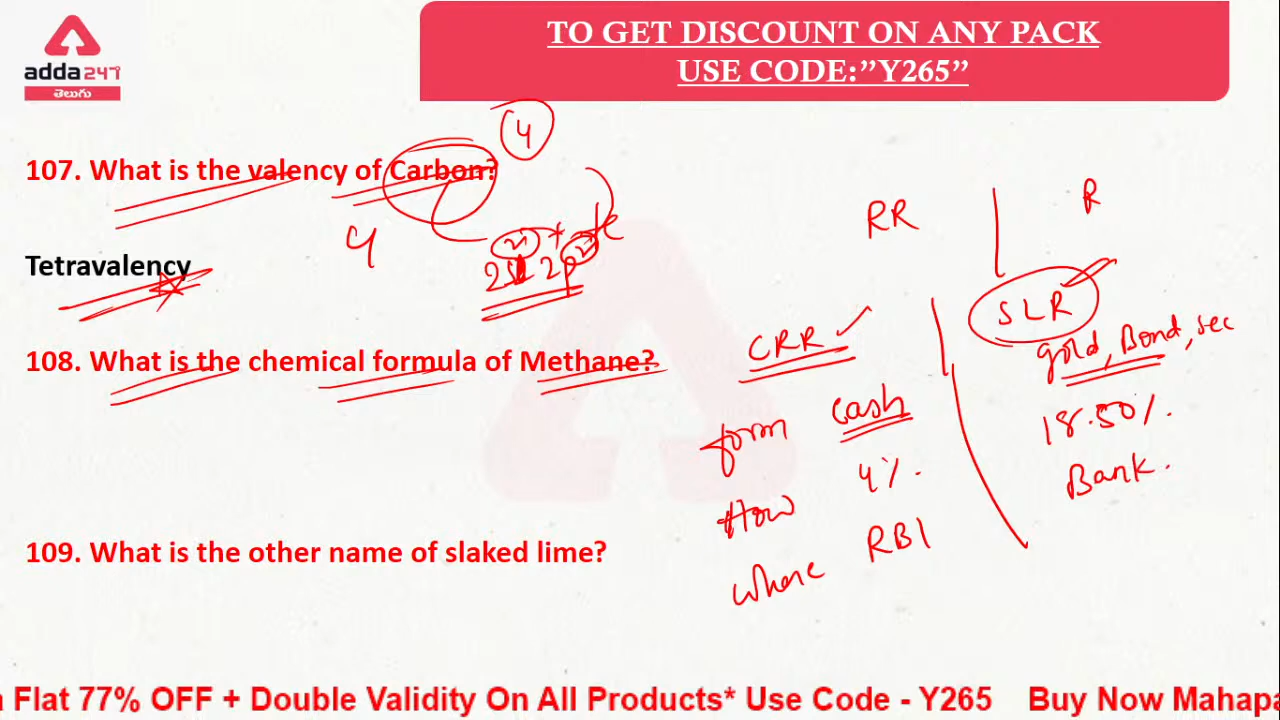 adda247
తెలుగు
TO GET DISCOUNT ON ANY PACK
USE CODE:”Y265”
107. What is the valency of Carbon?
4
4
Tetravalency
RR
R
CRR
SLR
gold, Bond, sec
108. What is the chemical formula of Methane?
form cash
18.50%.
How 4%.
Bank.
where RBI
109. What is the other name of slaked lime?
Flat 77% OFF + Double Validity On All Products* Use Code - Y265 Buy Now Mahapa